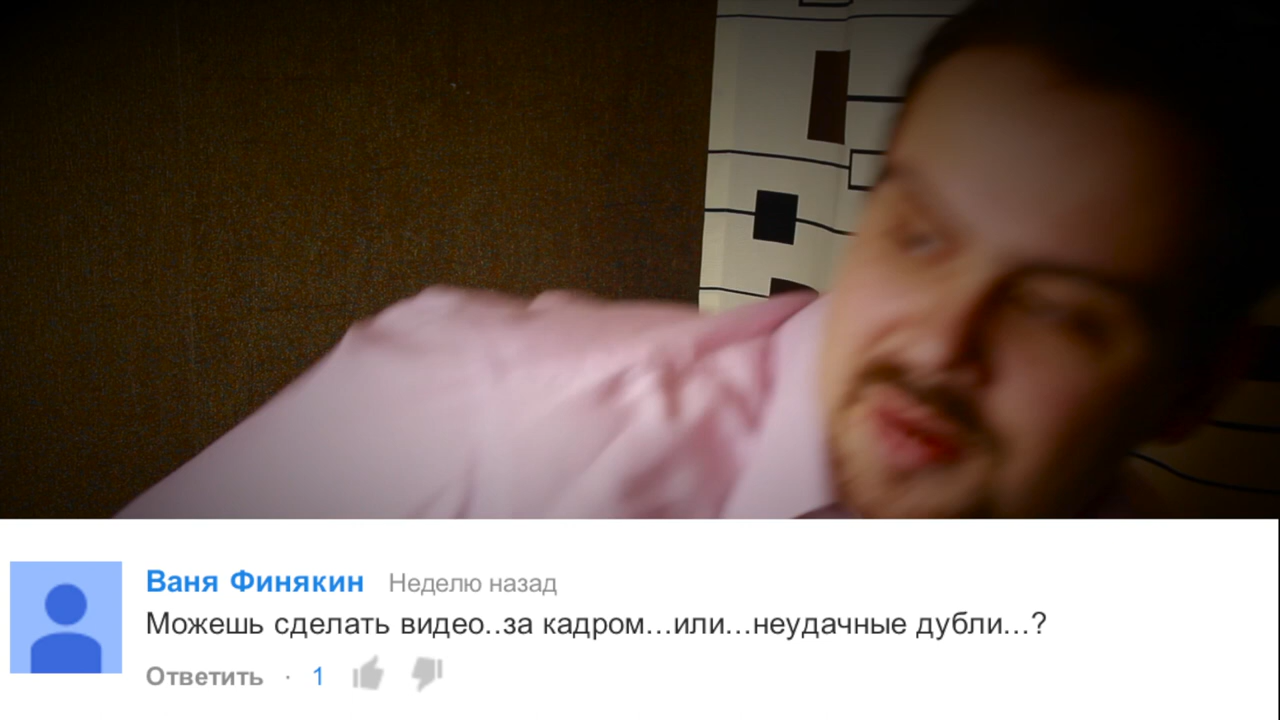 Ваня Финякин Неделю назад
Можешь сделать видео..за кадром...или...неудачные дубли...?
Ответить · 1